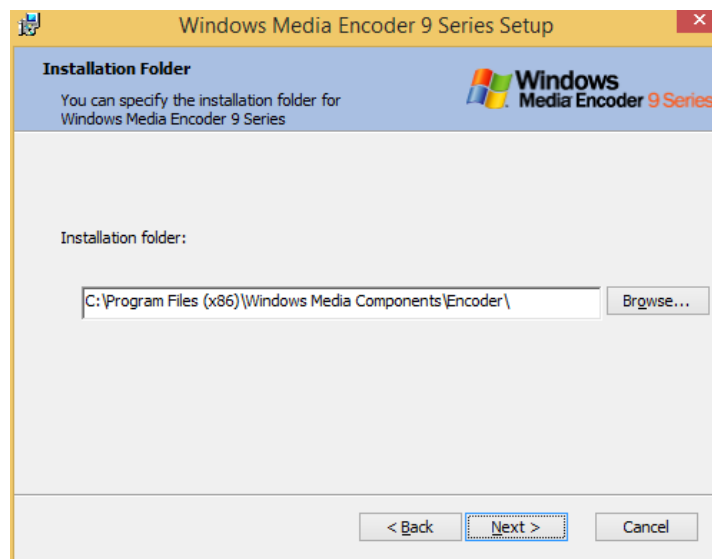 Windows Media Encoder 9 Series Setup
Installation Folder
You can specify the installation folder for
Windows Media Encoder 9 Series
Windows
Media Encoder 9 Series
Installation folder:
C:\Program Files (x86)\Windows Media Components\Encoder\
Browse...
< Back
Next >
Cancel